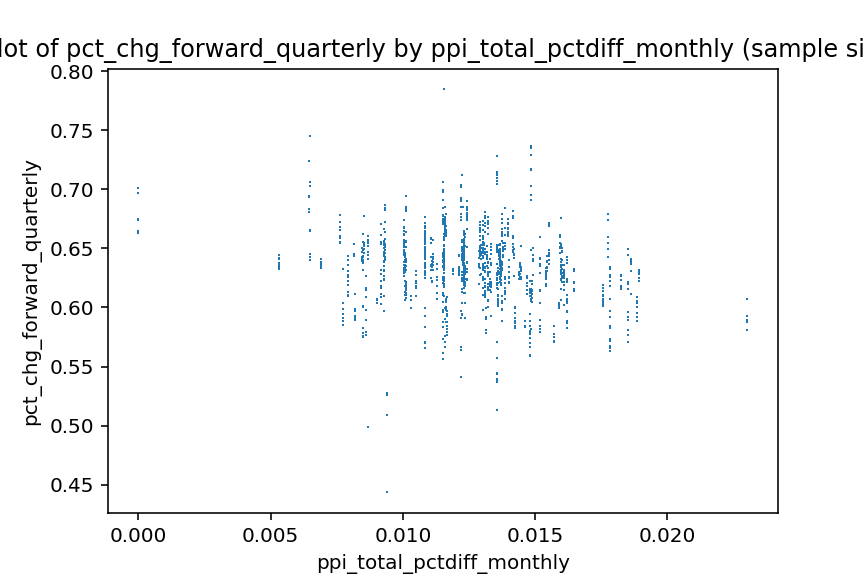 lot of pct_chg_forward_quarterly by ppi_total_pctdiff_monthly (sample si
0.80
0.75
0.70
0.65
0.60
0.55
0.50
0.45
pct_chg_forward_quarterly
0.000 0.005 0.010 0.015 0.020
ppi_total_pctdiff_monthly